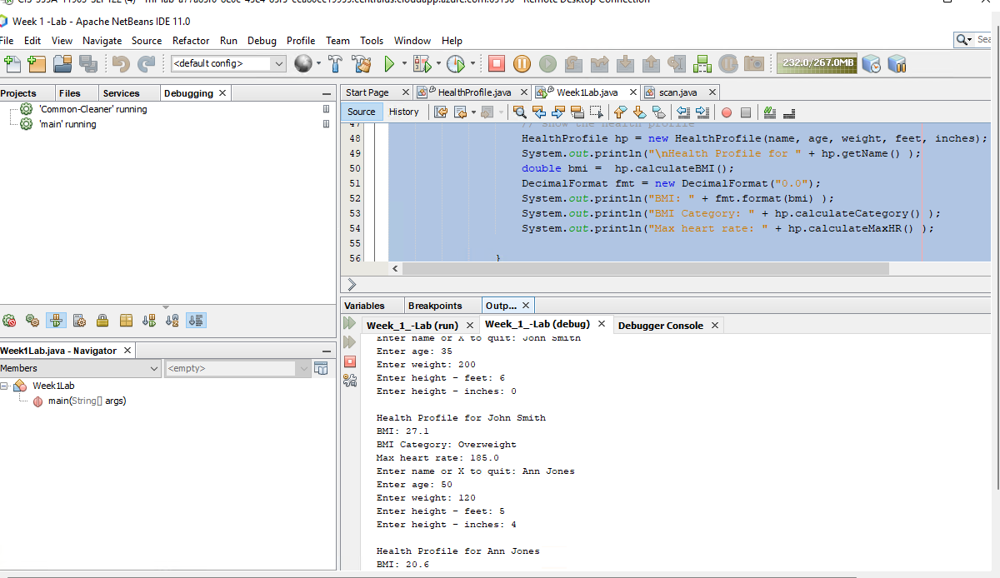 Week 1 -Lab - Apache NetBeans IDE 11.0
File Edit View Navigate Source Refactor Run Debug Profile Team Tools Window Help
<default config>
232.0/267.0MB
Projects Files Services Debugging
'Common-Cleaner' running
'main' running
Start Page HealthProfile.java Week1Lab.java scan.java
Source History
47 // show the health profile
48 HealthProfile hp = new HealthProfile(name, age, weight, feet, inches);
49 System.out.println("\nHealth Profile for " + hp.getName() );
50 double bmi =  hp.calculateBMI();
51 DecimalFormat fmt = new DecimalFormat("0.0");
52 System.out.println("BMI: " + fmt.format(bmi) );
53 System.out.println("BMI Category: " + hp.calculateCategory() );
54 System.out.println("Max heart rate: " + hp.calculateMaxHR() );
55
56 }
Week1Lab.java - Navigator
Members <empty>
Week1Lab
main(String[] args)
Variables Breakpoints Outp...
Week_1_-Lab (run) Week_1_-Lab (debug) Debugger Console
Enter name or X to quit: John Smith
Enter age: 35
Enter weight: 200
Enter height - feet: 6
Enter height - inches: 0
Health Profile for John Smith
BMI: 27.1
BMI Category: Overweight
Max heart rate: 185.0
Enter name or X to quit: Ann Jones
Enter age: 50
Enter weight: 120
Enter height - feet: 5
Enter height - inches: 4
Health Profile for Ann Jones
BMI: 20.6